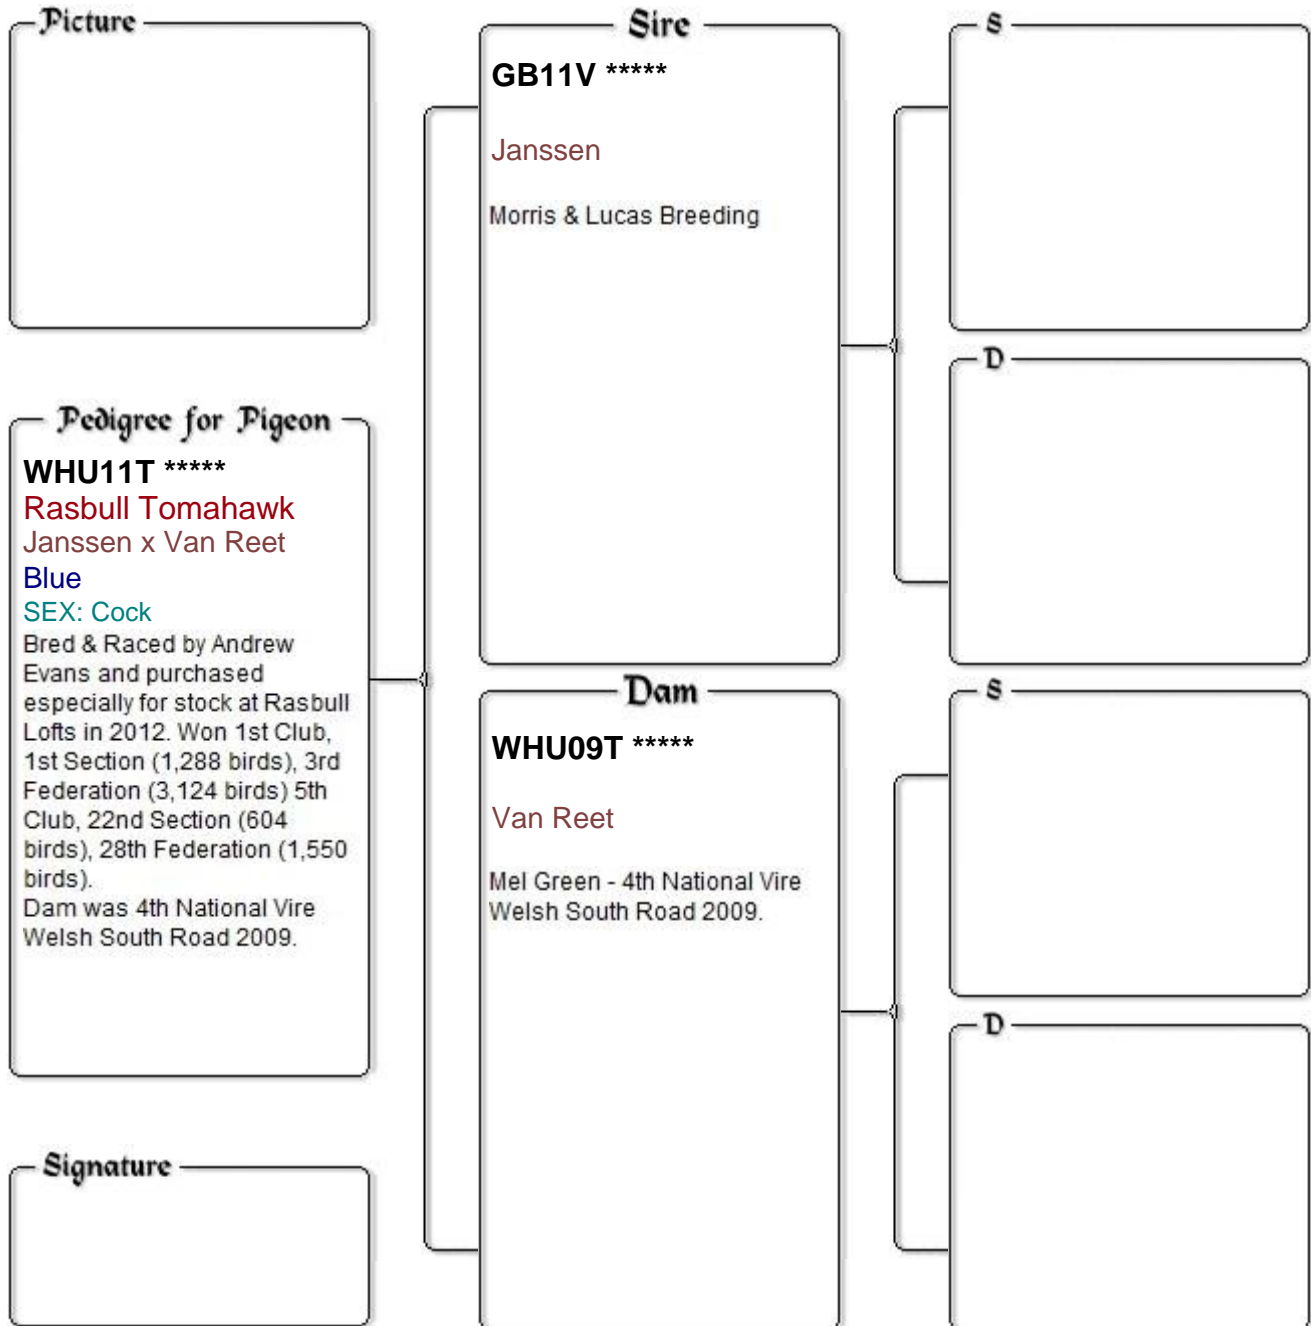 Picture
Pedigree for Pigeon
WHU11T *****
Rasbull Tomahawk
Janssen x Van Reet
Blue
SEX: Cock
Bred & Raced by Andrew
Evans and purchased
especially for stock at Rasbull
Lofts in 2012. Won 1st Club,
1st Section (1,288 birds), 3rd
Federation (3,124 birds) 5th
Club, 22nd Section (604
birds), 28th Federation (1,550
birds).
Dam was 4th National Vire
Welsh South Road 2009.
Signature
Sire
GB11V *****
Janssen
Morris & Lucas Breeding
Dam
WHU09T *****
Van Reet
Mel Green - 4th National Vire
Welsh South Road 2009.
S
D
S
D